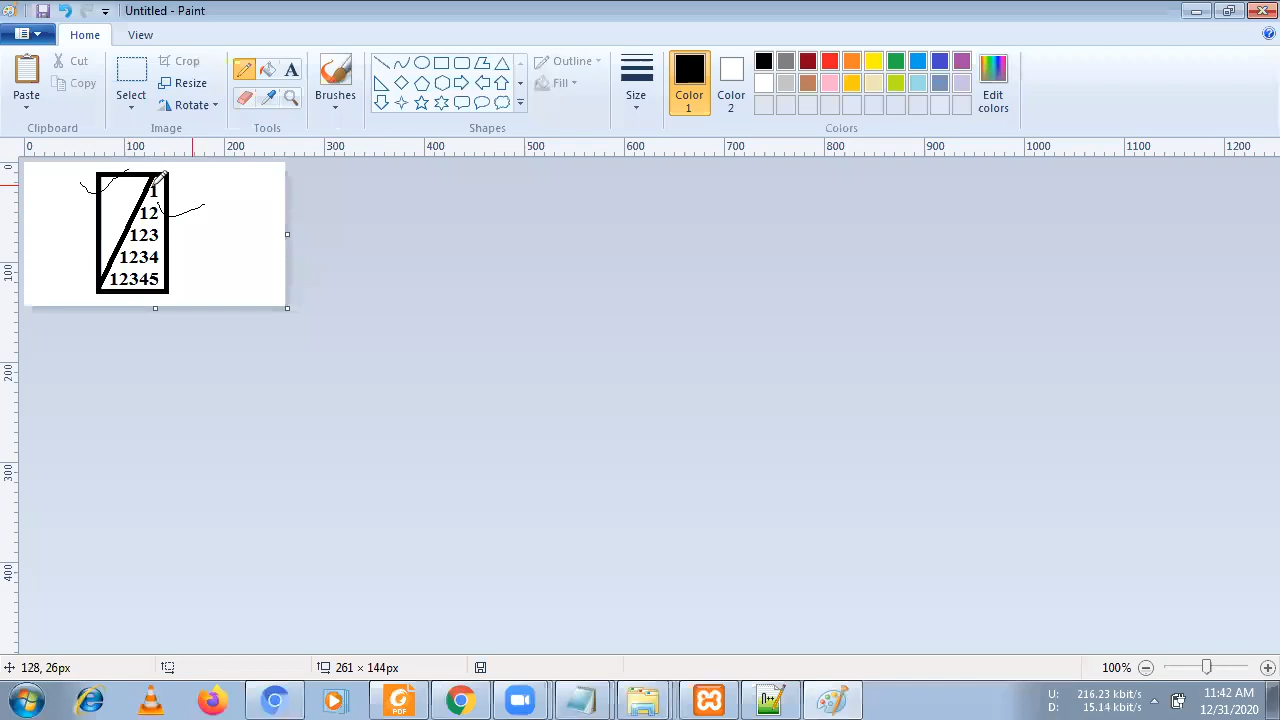 Untitled - Paint
Home View
Paste
Cut
Copy
Clipboard
Select
Crop
Resize
Rotate
Image
Tools
Brushes
Shapes
Outline
Fill
Size
Color 1
Color 2
Edit colors
Colors
0 100 200 300 400 500 600 700 800 900 1000 1100 1200
0
100
200
300
400
1
12
123
1234
12345
128, 26px
261 × 144px
100%
PDF
U: 216.23 kbit/s
D: 15.14 kbit/s
11:42 AM
12/31/2020